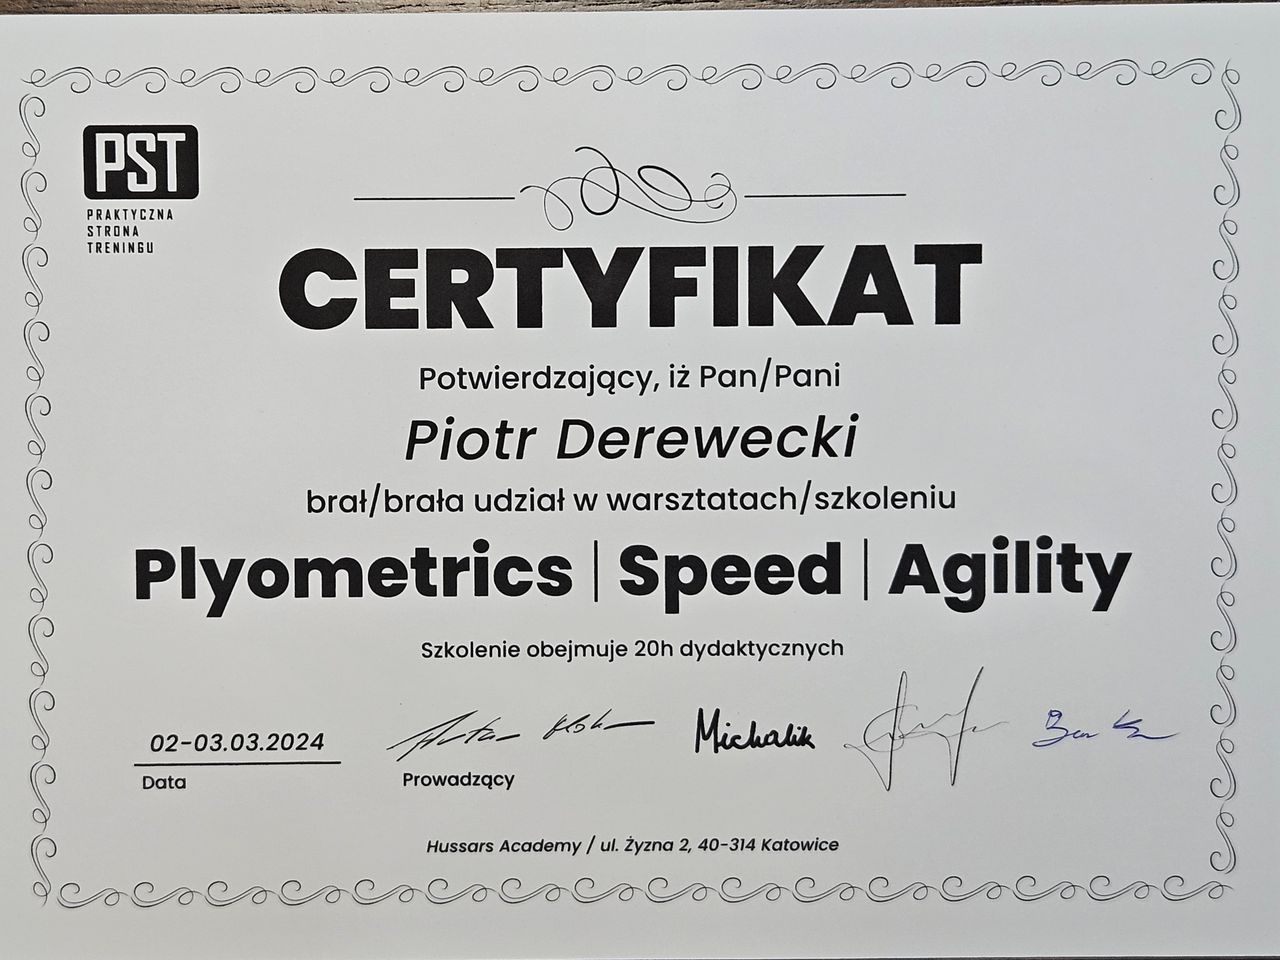 PST
PRAKTYCZNA
STRONA
TRENINGU
CERTYFIKAT
Potwierdzający, iż Pan/Pani
Piotr Derewecki
brał/brała udział w warsztatach/szkoleniu
Plyometrics | Speed | Agility
Szkolenie obejmuje 20h dydaktycznych
02-03.03.2024
Michalik
Data
Prowadzący
Hussars Academy / ul. Żyzna 2, 40-314 Katowice